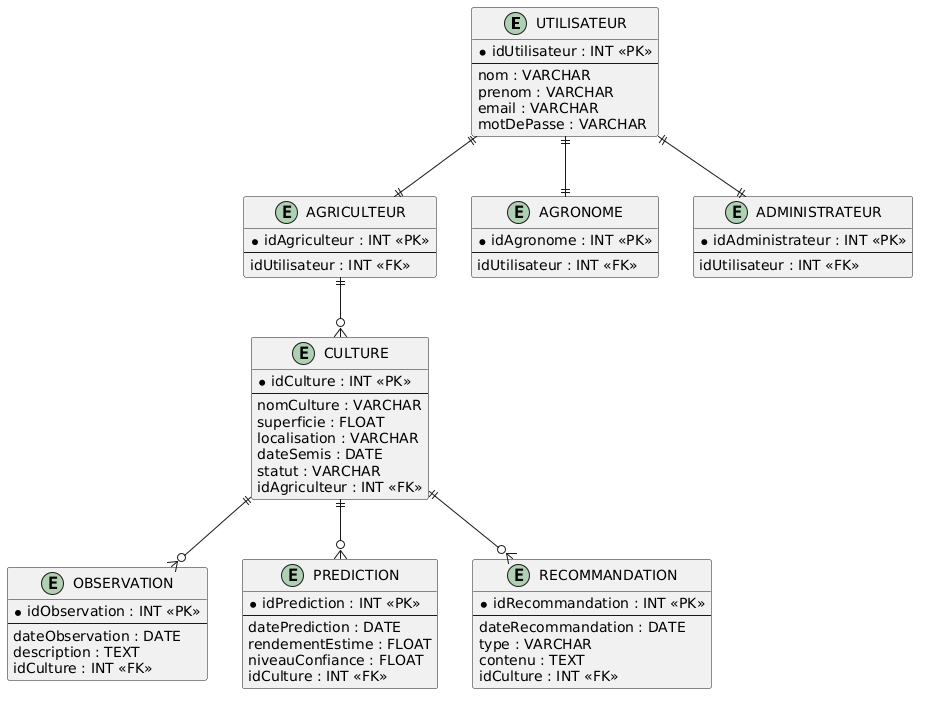 E UTILISATEUR
idUtilisateur : INT «PK»
nom : VARCHAR
prenom : VARCHAR
email : VARCHAR
motDePasse : VARCHAR
E AGRICULTEUR
idAgriculteur : INT «PK»
idUtilisateur : INT «FK»
E AGRONOME
idAgronome : INT «PK»
idUtilisateur : INT «FK»
E ADMINISTRATEUR
idAdministrateur : INT «PK»
idUtilisateur : INT «FK»
E CULTURE
idCulture : INT «PK»
nomCulture : VARCHAR
superficie : FLOAT
localisation : VARCHAR
dateSemis : DATE
statut : VARCHAR
idAgriculteur : INT «FK»
E OBSERVATION
idObservation : INT «PK»
dateObservation : DATE
description : TEXT
idCulture : INT «FK»
E PREDICTION
idPrediction : INT «PK»
datePrediction : DATE
rendementEstime : FLOAT
niveauConfiance : FLOAT
idCulture : INT «FK»
E RECOMMANDATION
idRecommandation : INT «PK»
dateRecommandation : DATE
type : VARCHAR
contenu : TEXT
idCulture : INT «FK»